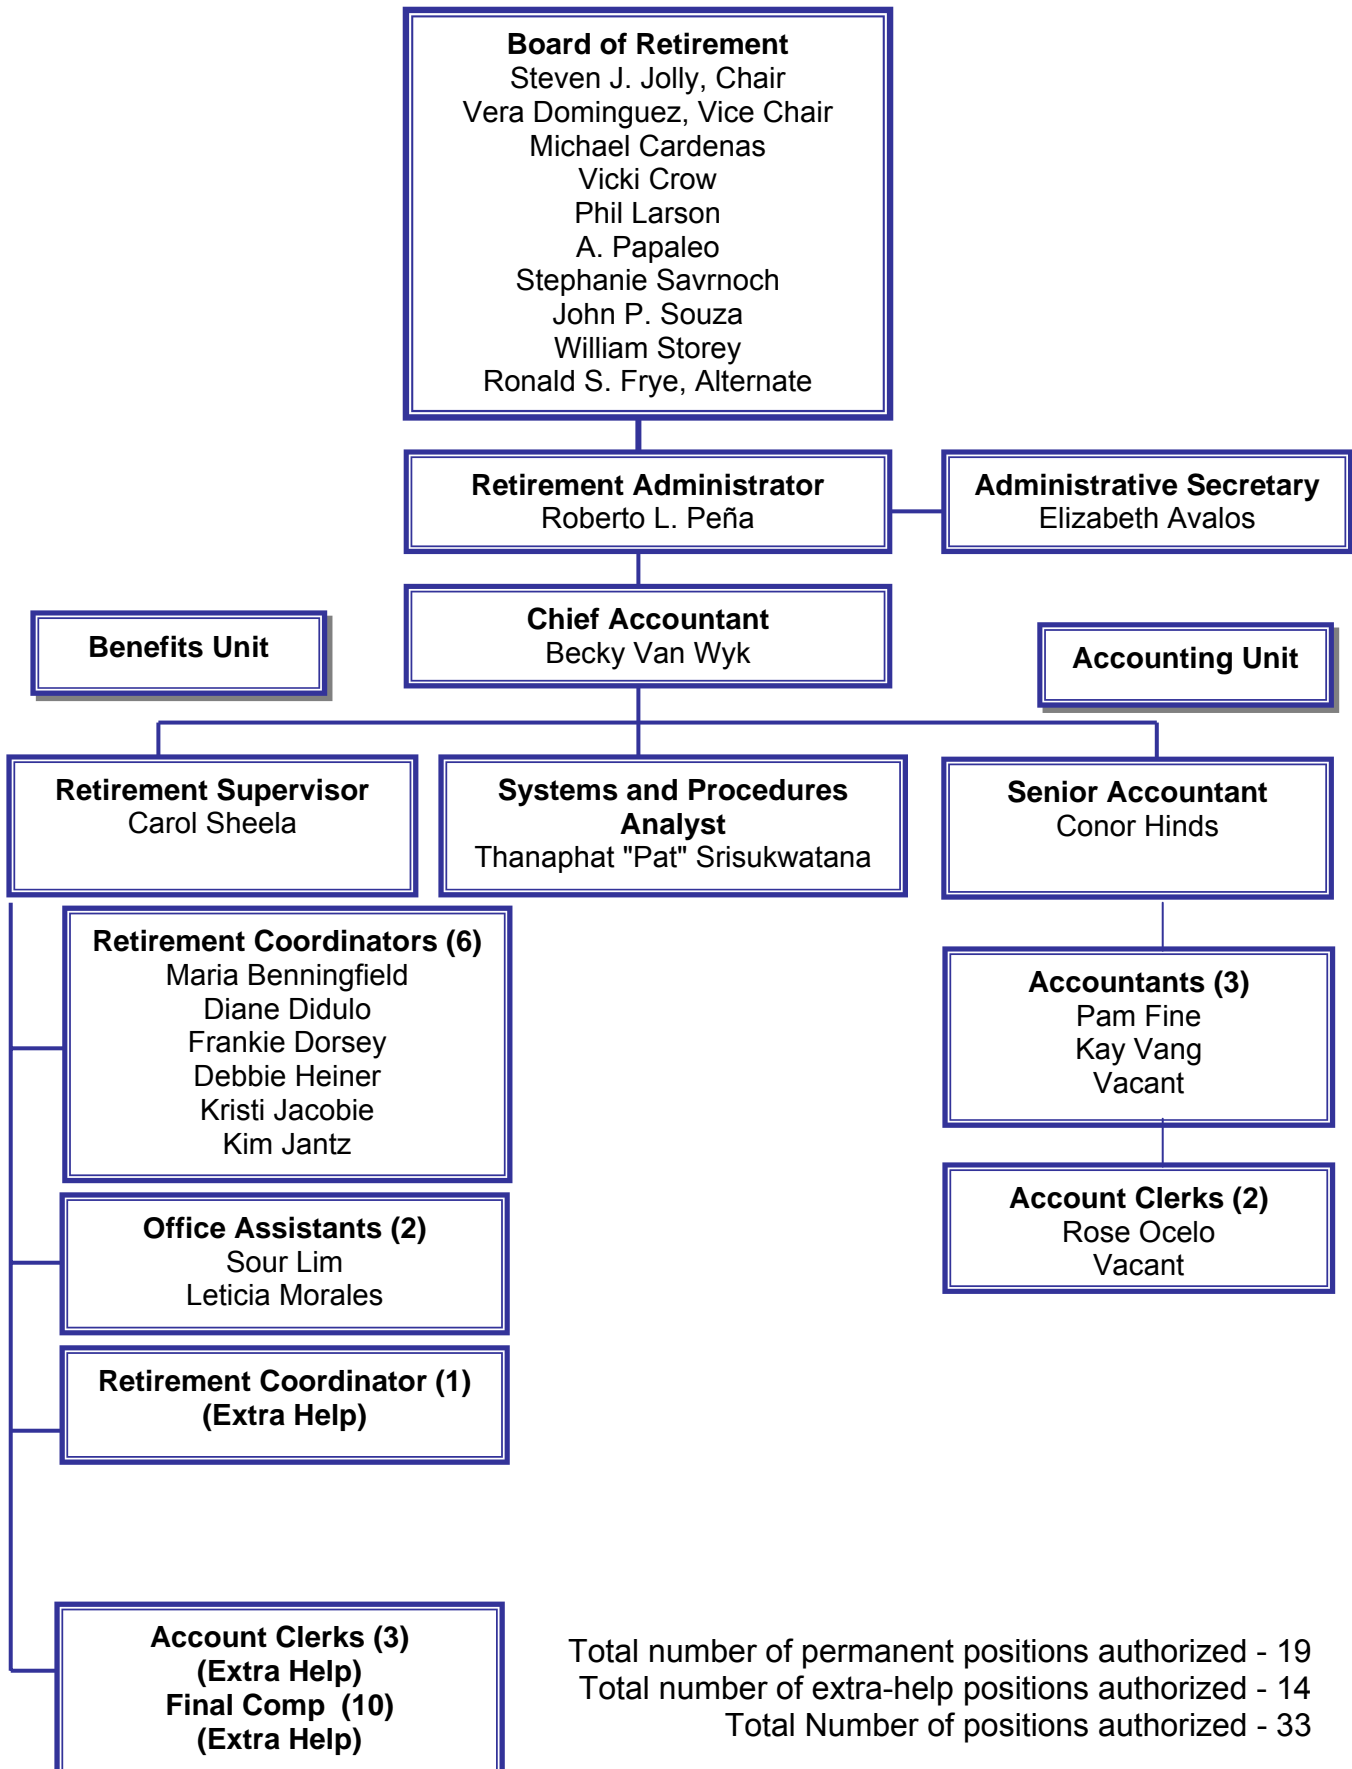 Board of Retirement
Steven J. Jolly, Chair
Vera Dominguez, Vice Chair
Michael Cardenas
Vicki Crow
Phil Larson
A. Papaleo
Stephanie Savrnoch
John P. Souza
William Storey
Ronald S. Frye, Alternate
Retirement Administrator
Roberto L. Peña
Administrative Secretary
Elizabeth Avalos
Chief Accountant
Becky Van Wyk
Benefits Unit
Accounting Unit
Retirement Supervisor
Carol Sheela
Systems and Procedures
Analyst
Thanaphat "Pat" Srisukwatana
Senior Accountant
Conor Hinds
Retirement Coordinators (6)
Maria Benningfield
Diane Didulo
Frankie Dorsey
Debbie Heiner
Kristi Jacobie
Kim Jantz
Accountants (3)
Pam Fine
Kay Vang
Vacant
Office Assistants (2)
Sour Lim
Leticia Morales
Account Clerks (2)
Rose Ocelo
Vacant
Retirement Coordinator (1)
(Extra Help)
Account Clerks (3)
(Extra Help)
Final Comp (10)
(Extra Help)
Total number of permanent positions authorized - 19
Total number of extra-help positions authorized - 14
Total Number of positions authorized - 33